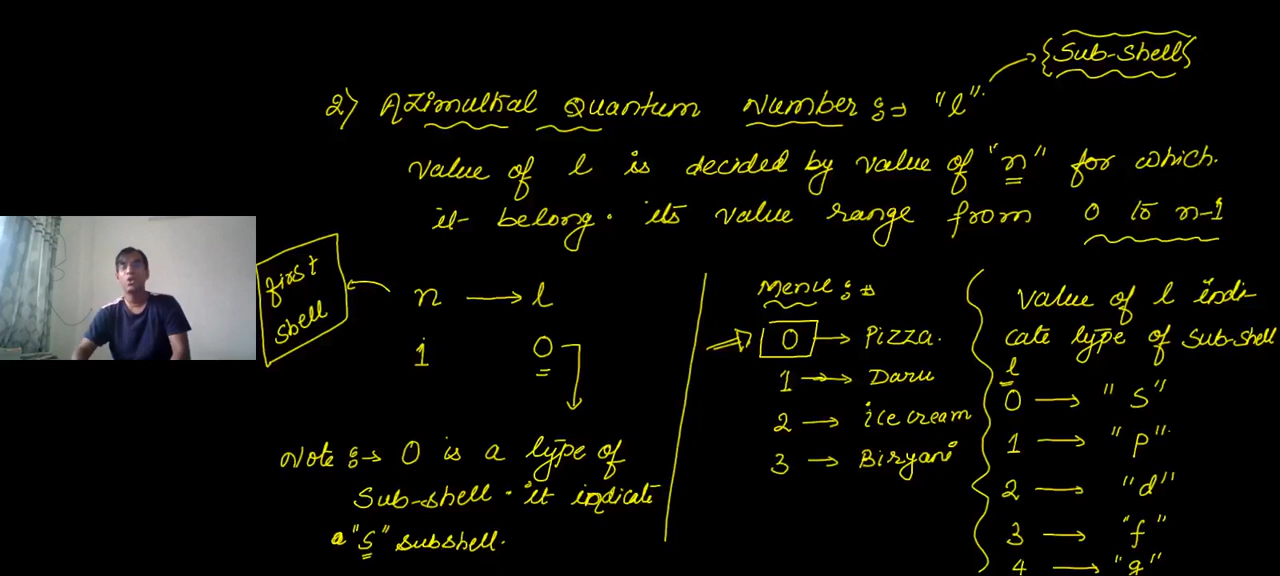 Sub-Shell
2) Azimuthal Quantum Number :→ "l"
value of l is decided by value of "n" for which
it belong. its value range from 0 to n-1
first
shell
n → l
1 0
Note :→ 0 is a type of
Sub-shell. it indicate
a "S" subshell.
Menu :→
0 → Pizza.
1 → Daru
2 → ice cream
3 → Biryani
value of l indi-
cate type of Sub-shell
l
0 → "S"
1 → "p"
2 → "d"
3 → "f"
4 → "g"